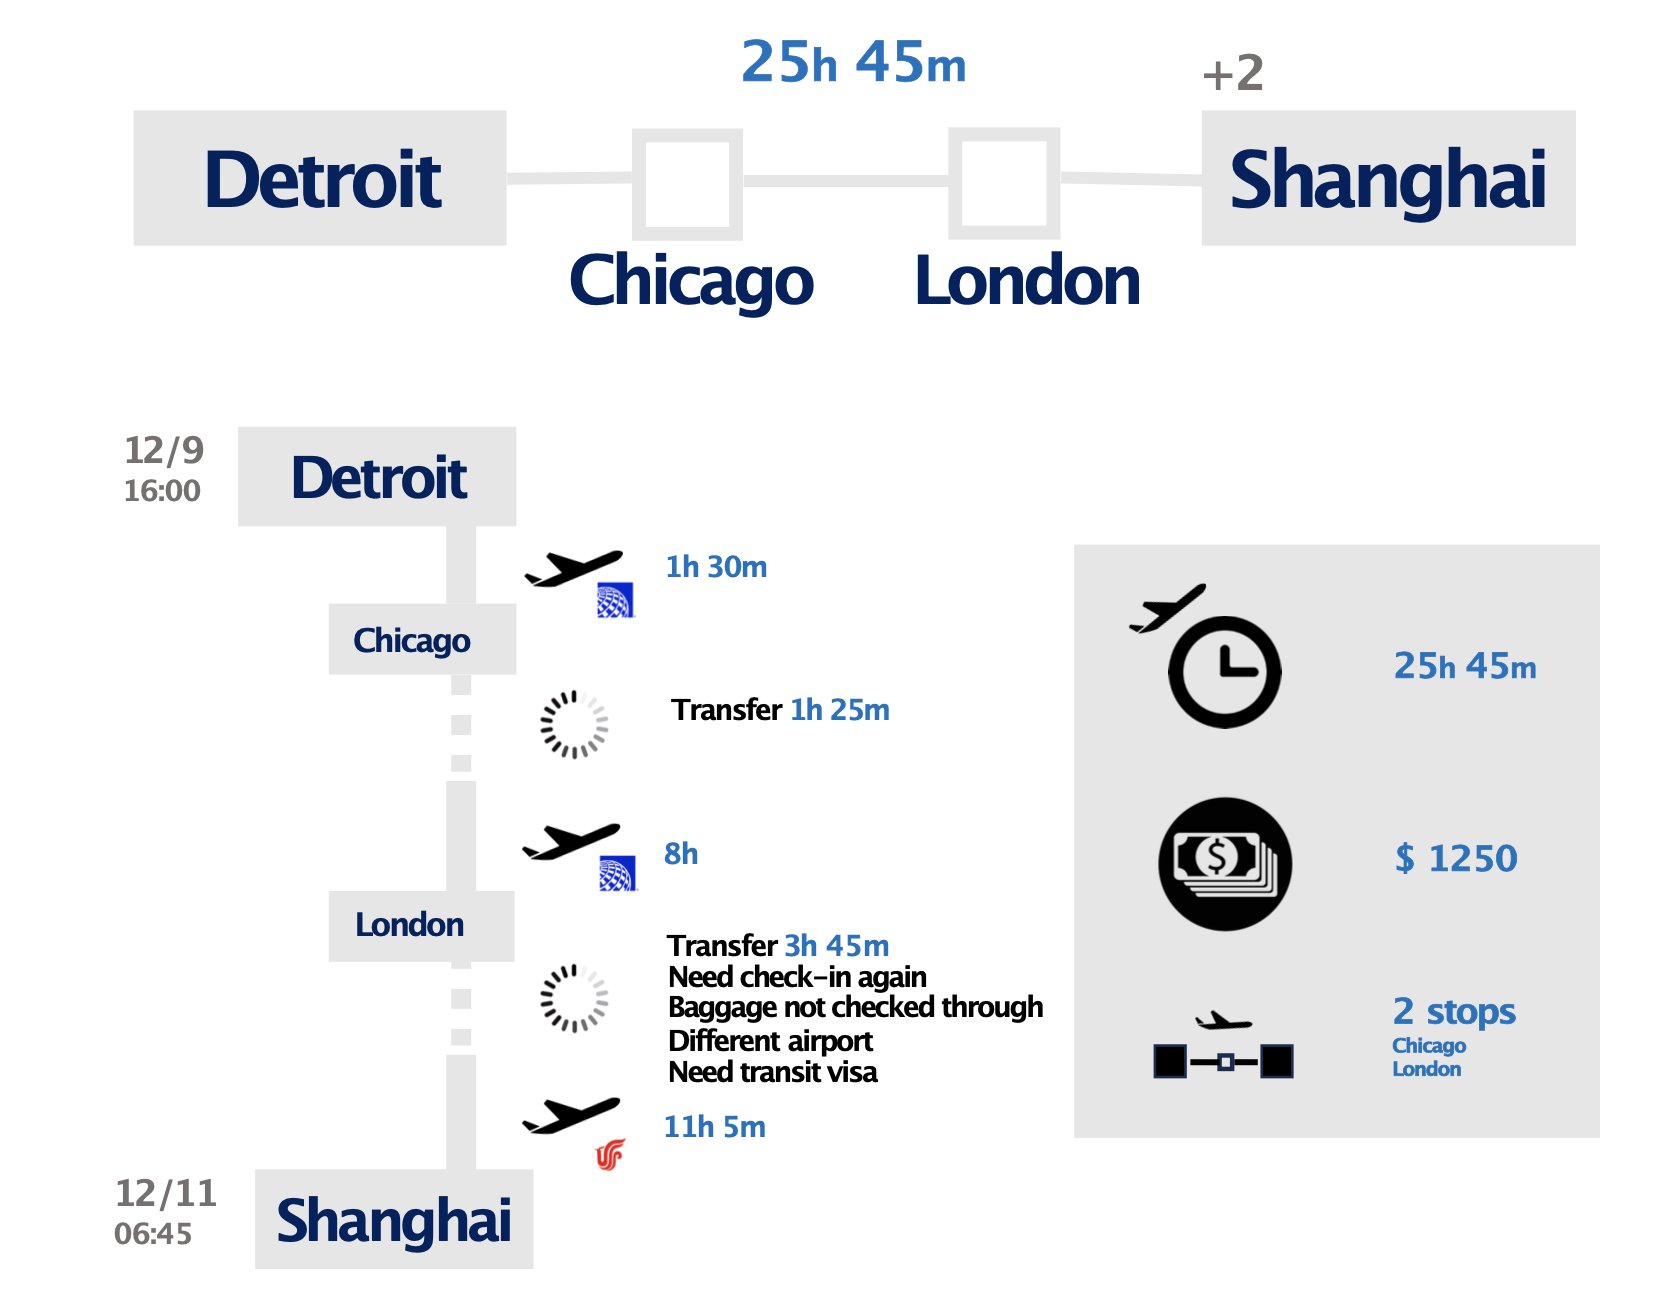 25h 45m
+2
Detroit
Shanghai
Chicago
London
12/9
16:00
Detroit
1h 30m
Chicago
Transfer 1h 25m
8h
London
Transfer 3h 45m
Need check-in again
Baggage not checked through
Different airport
Need transit visa
11h 5m
12/11
06:45
Shanghai
25h 45m
$
$ 1250
2 stops
Chicago
London